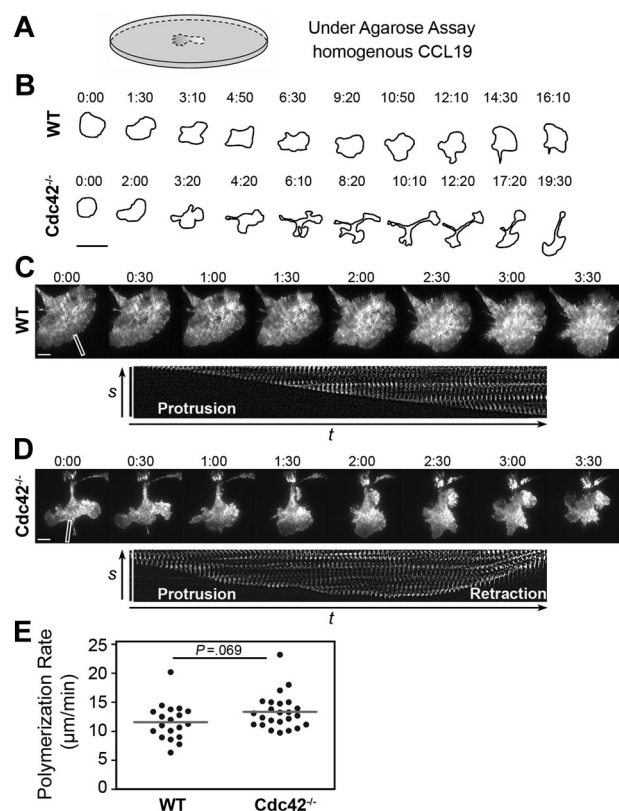 A
Under Agarose Assay
homogenous CCL19
B
WT
0:00 1:30 3:10 4:50 6:30 9:20 10:50 12:10 14:30 16:10
Cdc42-/-
0:00 2:00 3:20 4:20 6:10 8:20 10:10 12:20 17:20 19:30
C
WT
0:00 0:30 1:00 1:30 2:00 2:30 3:00 3:30
s
Protrusion
t
D
Cdc42-/-
0:00 0:30 1:00 1:30 2:00 2:30 3:00 3:30
s
Protrusion Retraction
t
E
Polymerization Rate
(µm/min)
25
20
15
10
5
0
P=.069
WT Cdc42-/-